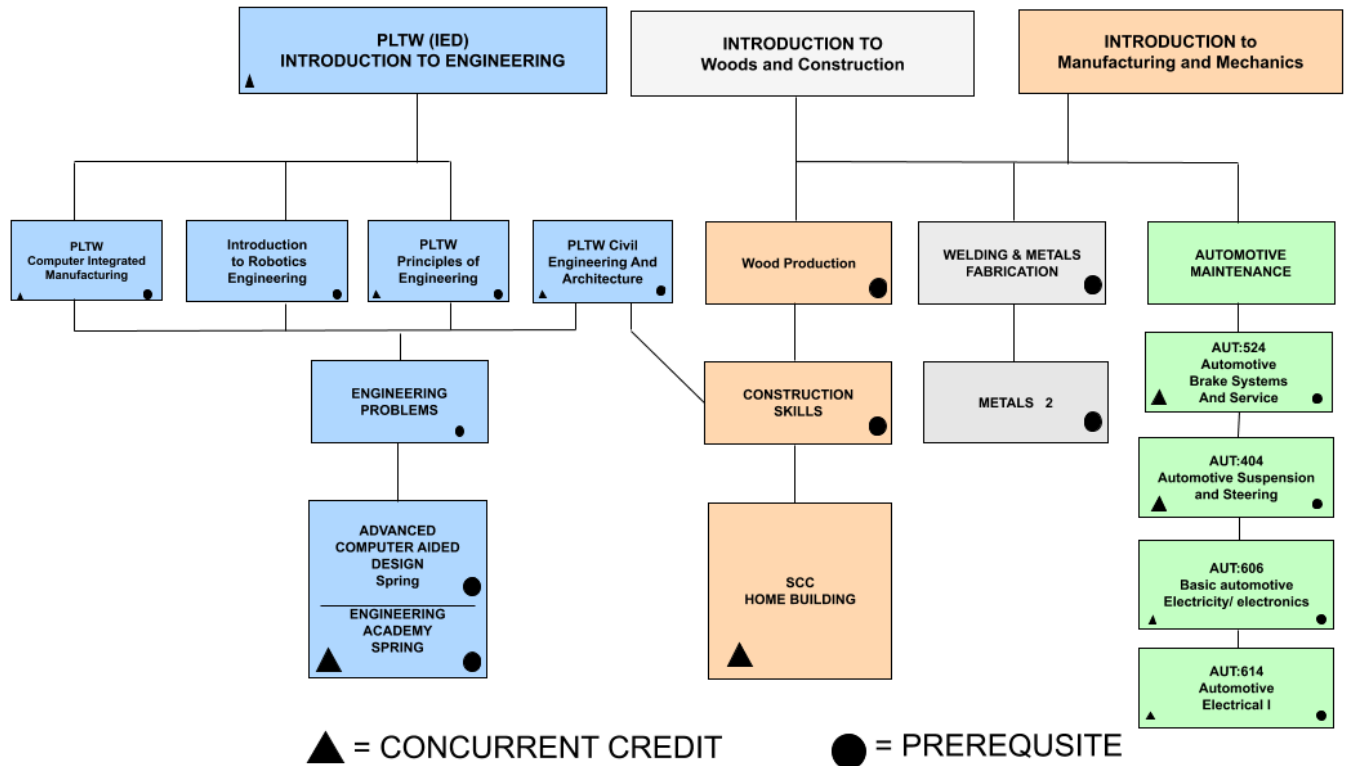 PLTW (IED)
INTRODUCTION TO ENGINEERING
INTRODUCTION TO
Woods and Construction
INTRODUCTION to
Manufacturing and Mechanics
PLTW
Computer Integrated
Manufacturing
Introduction
to Robotics
Engineering
PLTW
Principles of
Engineering
PLTW Civil
Engineering And
Architecture
Wood Production
WELDING & METALS
FABRICATION
AUTOMOTIVE
MAINTENANCE
ENGINEERING
PROBLEMS
CONSTRUCTION
SKILLS
METALS 2
AUT:524
Automotive
Brake Systems
And Service
AUT:404
Automotive Suspension
and Steering
ADVANCED
COMPUTER AIDED
DESIGN
Spring
ENGINEERING
ACADEMY
SPRING
SCC
HOME BUILDING
AUT:606
Basic automotive
Electricity/ electronics
AUT:614
Automotive
Electrical I
= CONCURRENT CREDIT
= PREREQUSITE